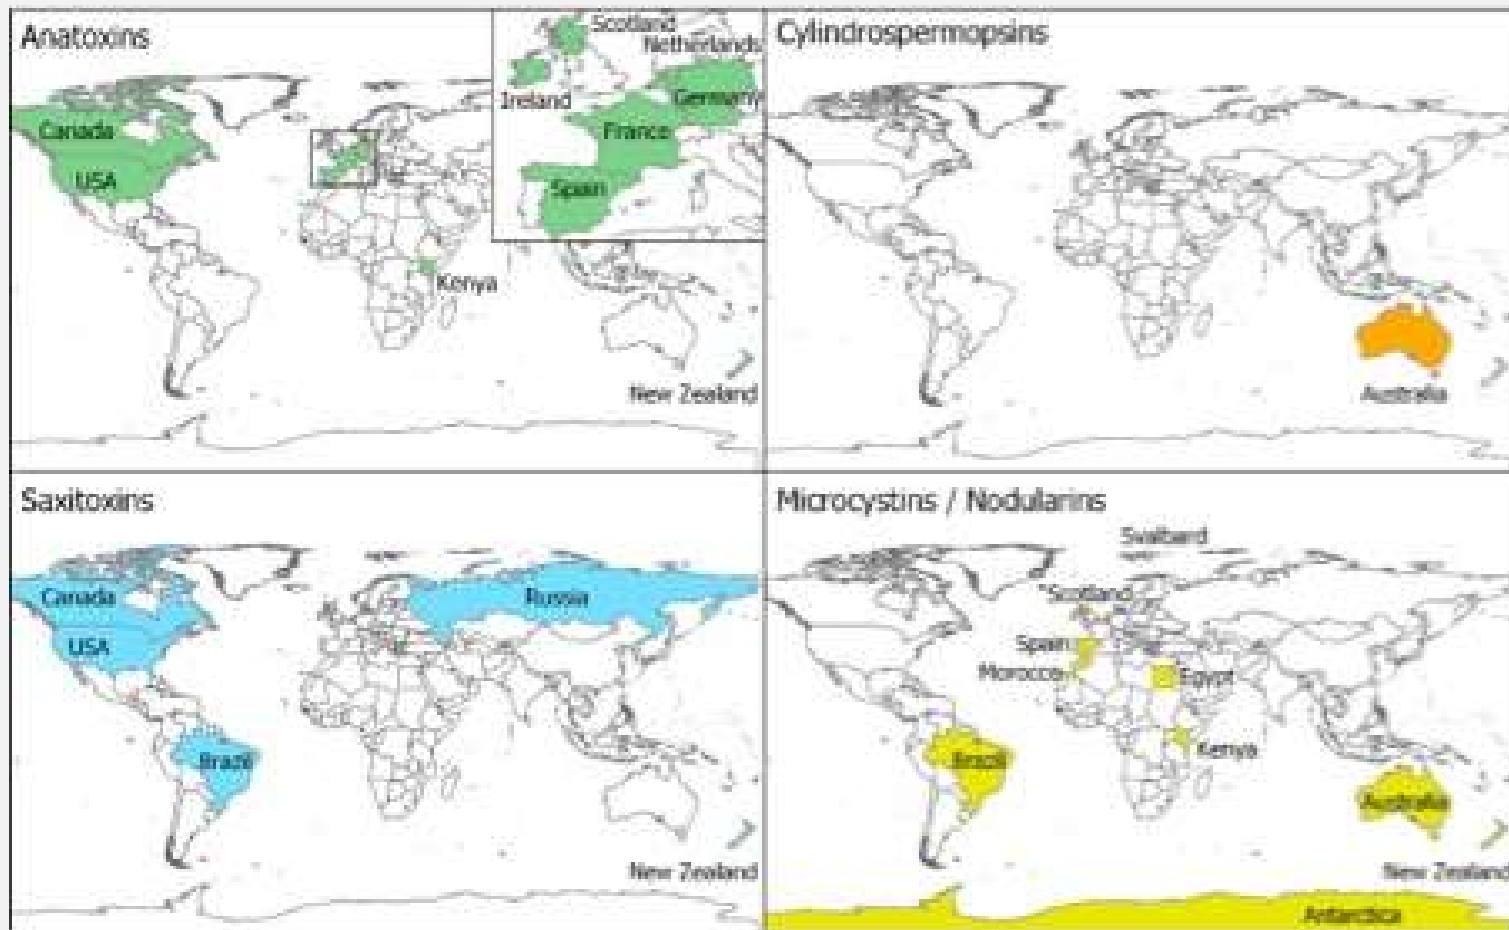 Anatoxins
Scotland
Netherlands
Ireland
Germany
France
Spain
Canada
USA
Kenya
New Zealand
Cylindrospermopsins
Australia
Saxitoxins
Canada
USA
Russia
Brazil
New Zealand
Microcystins / Nodularins
Svalbard
Scotland
Spain
Morocco
Egypt
Kenya
Brazil
Australia
New Zealand
Antarctica